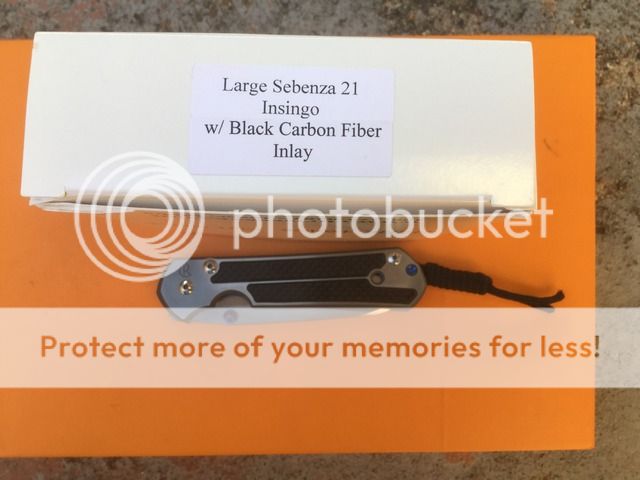 Large Sebenza 21
Insingo
w/ Black Carbon Fiber
Inlay
photobucket
Protect more of your memories for less!